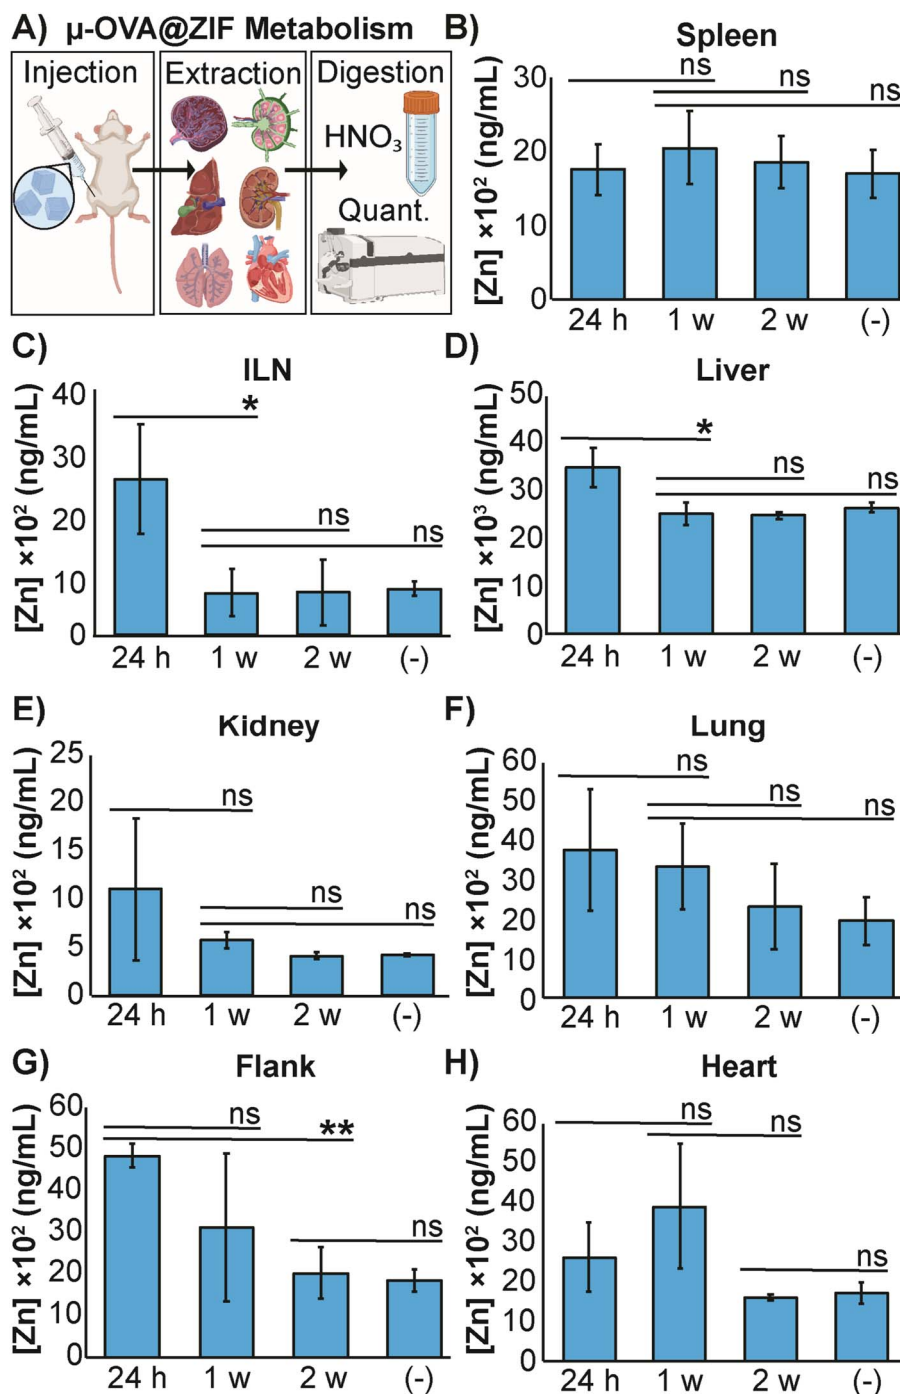 A) μ-OVA@ZIF Metabolism
Injection
Extraction
Digestion
HNO₃
Quant.
B)
Spleen
[Zn] ×10² (ng/mL)
30
20
10
0
ns
ns
ns
24 h 1 w 2 w (-)
C)
ILN
[Zn] ×10² (ng/mL)
40
30
20
10
0
*
ns
ns
24 h 1 w 2 w (-)
D)
Liver
[Zn] ×10³ (ng/mL)
50
40
30
20
10
0
*
ns
ns
24 h 1 w 2 w (-)
E)
Kidney
[Zn] ×10² (ng/mL)
25
20
15
10
5
0
ns
ns
ns
24 h 1 w 2 w (-)
F)
Lung
[Zn] ×10² (ng/mL)
60
50
40
30
20
10
0
ns
ns
ns
24 h 1 w 2 w (-)
G)
Flank
[Zn] ×10² (ng/mL)
60
50
40
30
20
10
0
ns
**
ns
24 h 1 w 2 w (-)
H)
Heart
[Zn] ×10² (ng/mL)
60
50
40
30
20
10
0
ns
ns
ns
24 h 1 w 2 w (-)